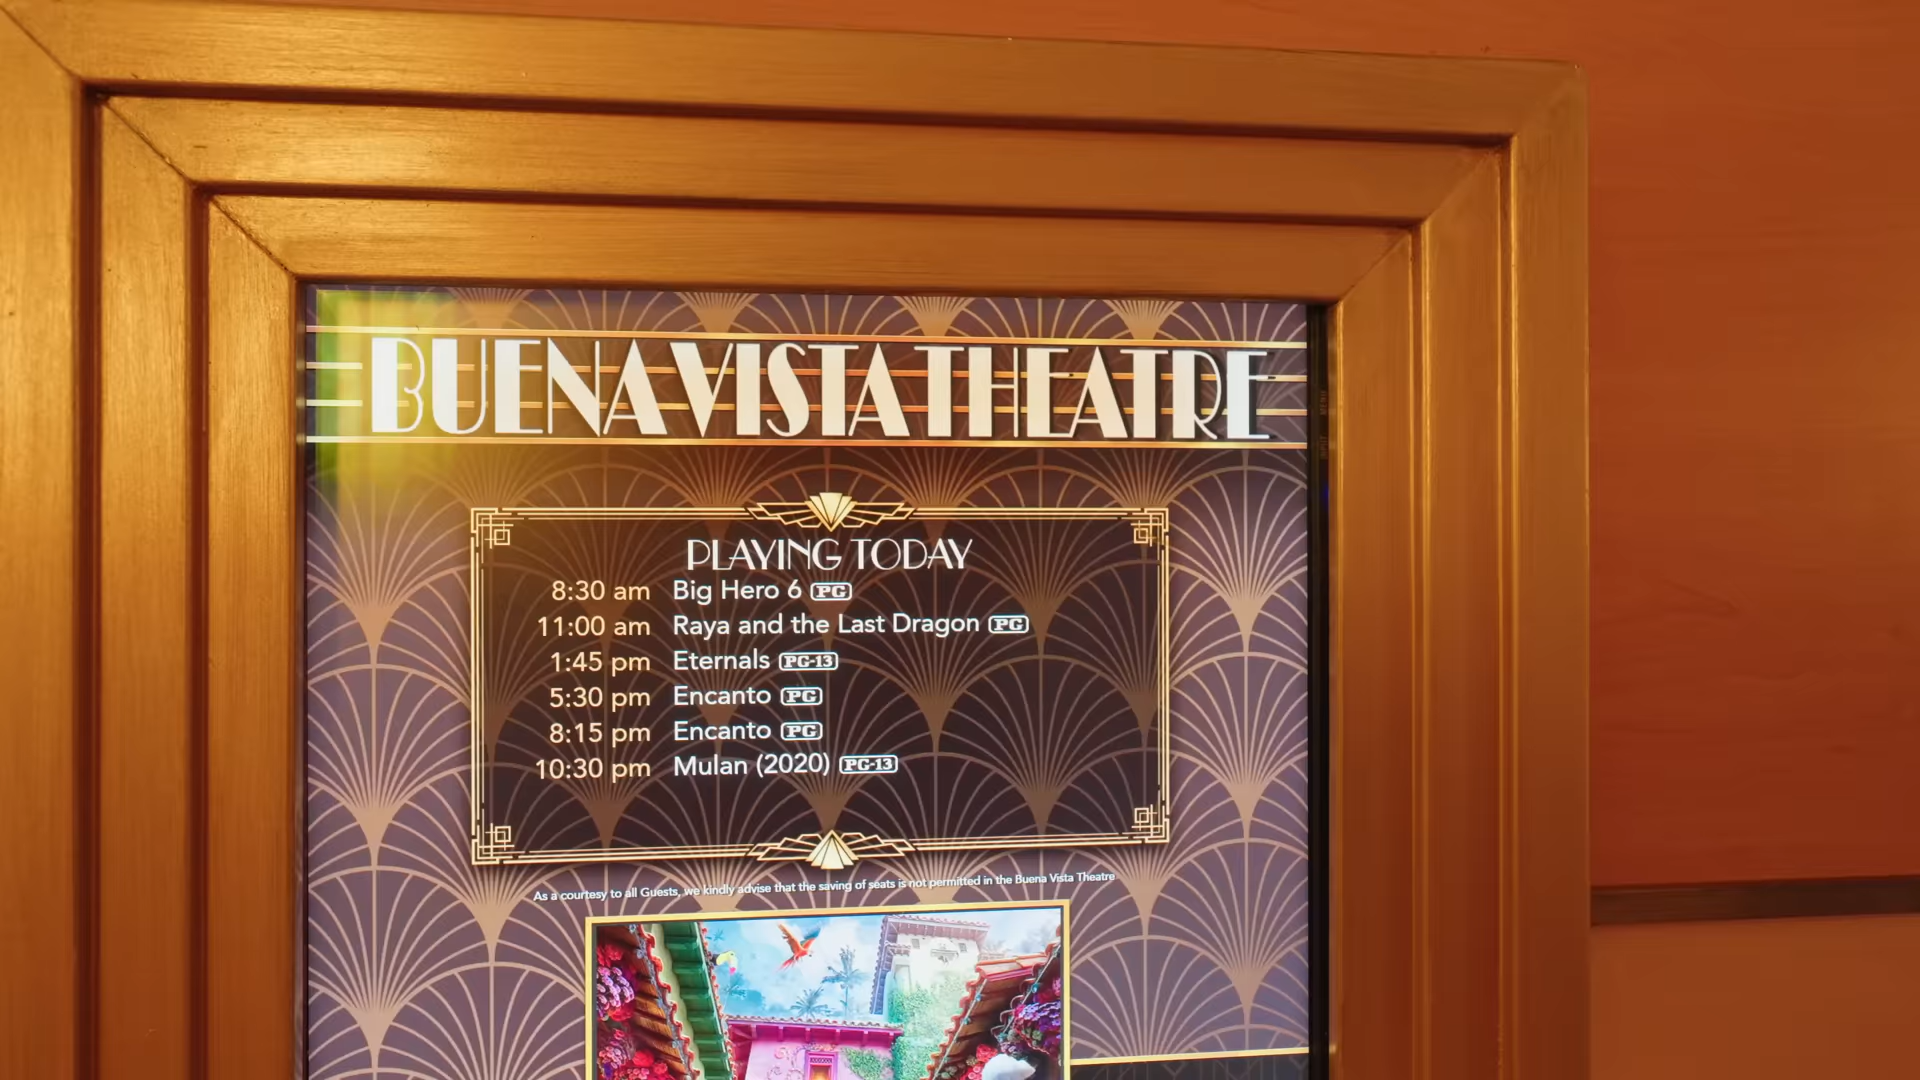 BUENA VISTA THEATRE
PLAYING TODAY
8:30 am Big Hero 6 PG
11:00 am Raya and the Last Dragon PG
1:45 pm Eternals PG-13
5:30 pm Encanto PG
8:15 pm Encanto PG
10:30 pm Mulan (2020) PG-13
As a courtesy to all Guests, we kindly advise that the saving of seats is not permitted in the Buena Vista Theatre